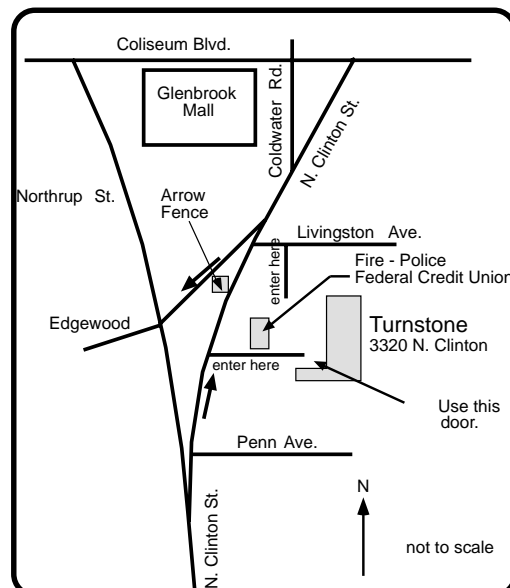 Coliseum Blvd.
Glenbrook
Mall
Coldwater Rd.
N. Clinton St.
Northrup St.
Arrow
Fence
Livingston Ave.
enter here
Fire - Police
Federal Credit Union
Edgewood
Turnstone
3320 N. Clinton
enter here
Use this
door.
Penn Ave.
N
N. Clinton St.
not to scale